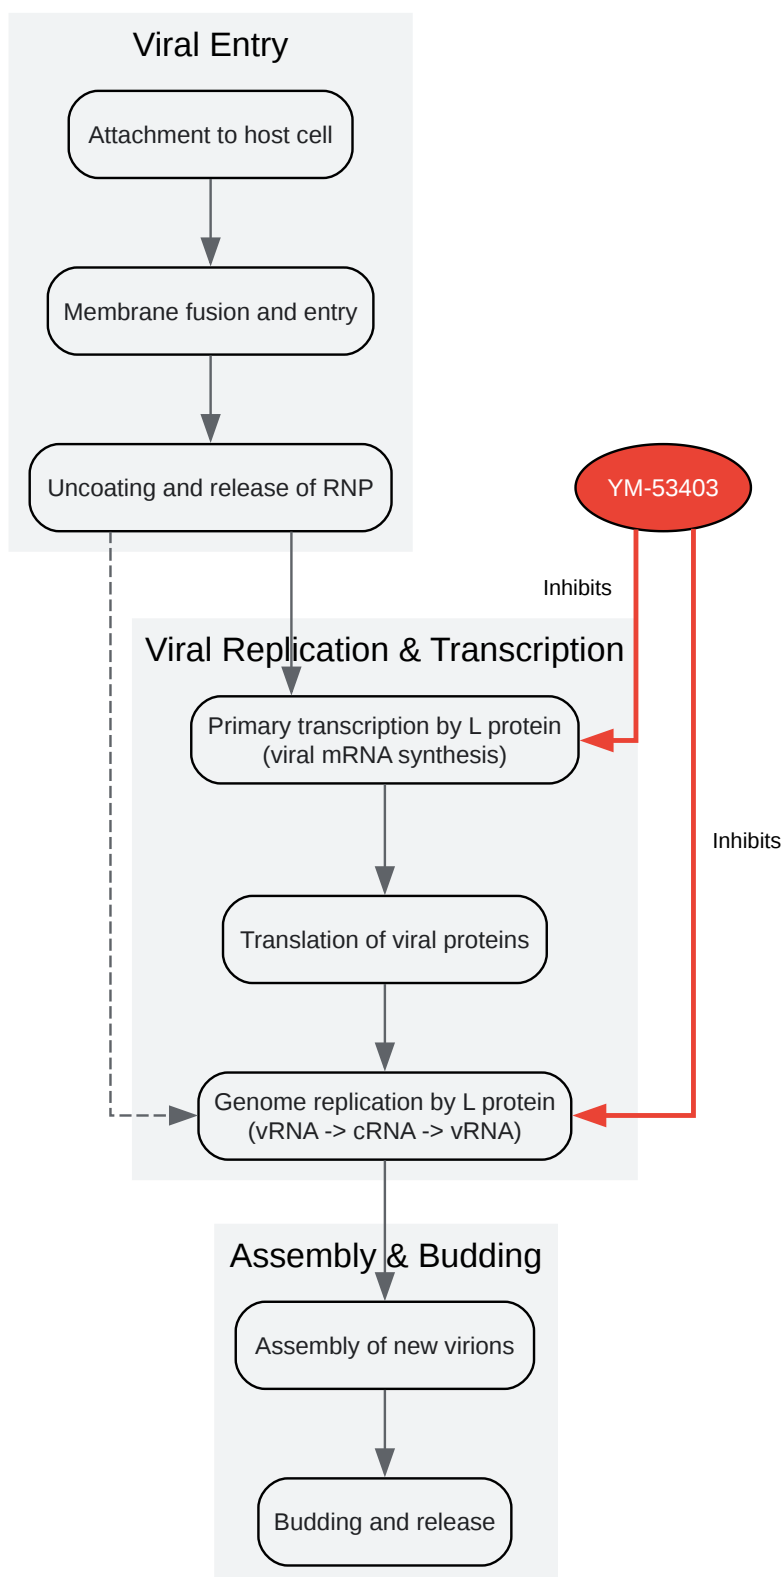 Viral Entry
Attachment to host cell
Membrane fusion and entry
Uncoating and release of RNP
YM-53403
Inhibits
Viral Replication & Transcription
Primary transcription by L protein
(viral mRNA synthesis)
Inhibits
Translation of viral proteins
Genome replication by L protein
(vRNA -> cRNA -> vRNA)
Assembly & Budding
Assembly of new virions
Budding and release